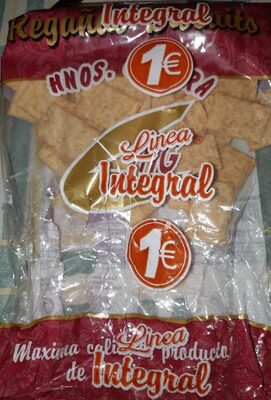 Integral
1€
HNOS.
Linea
Integral
1€
Linea
Maxima producto
de Integral